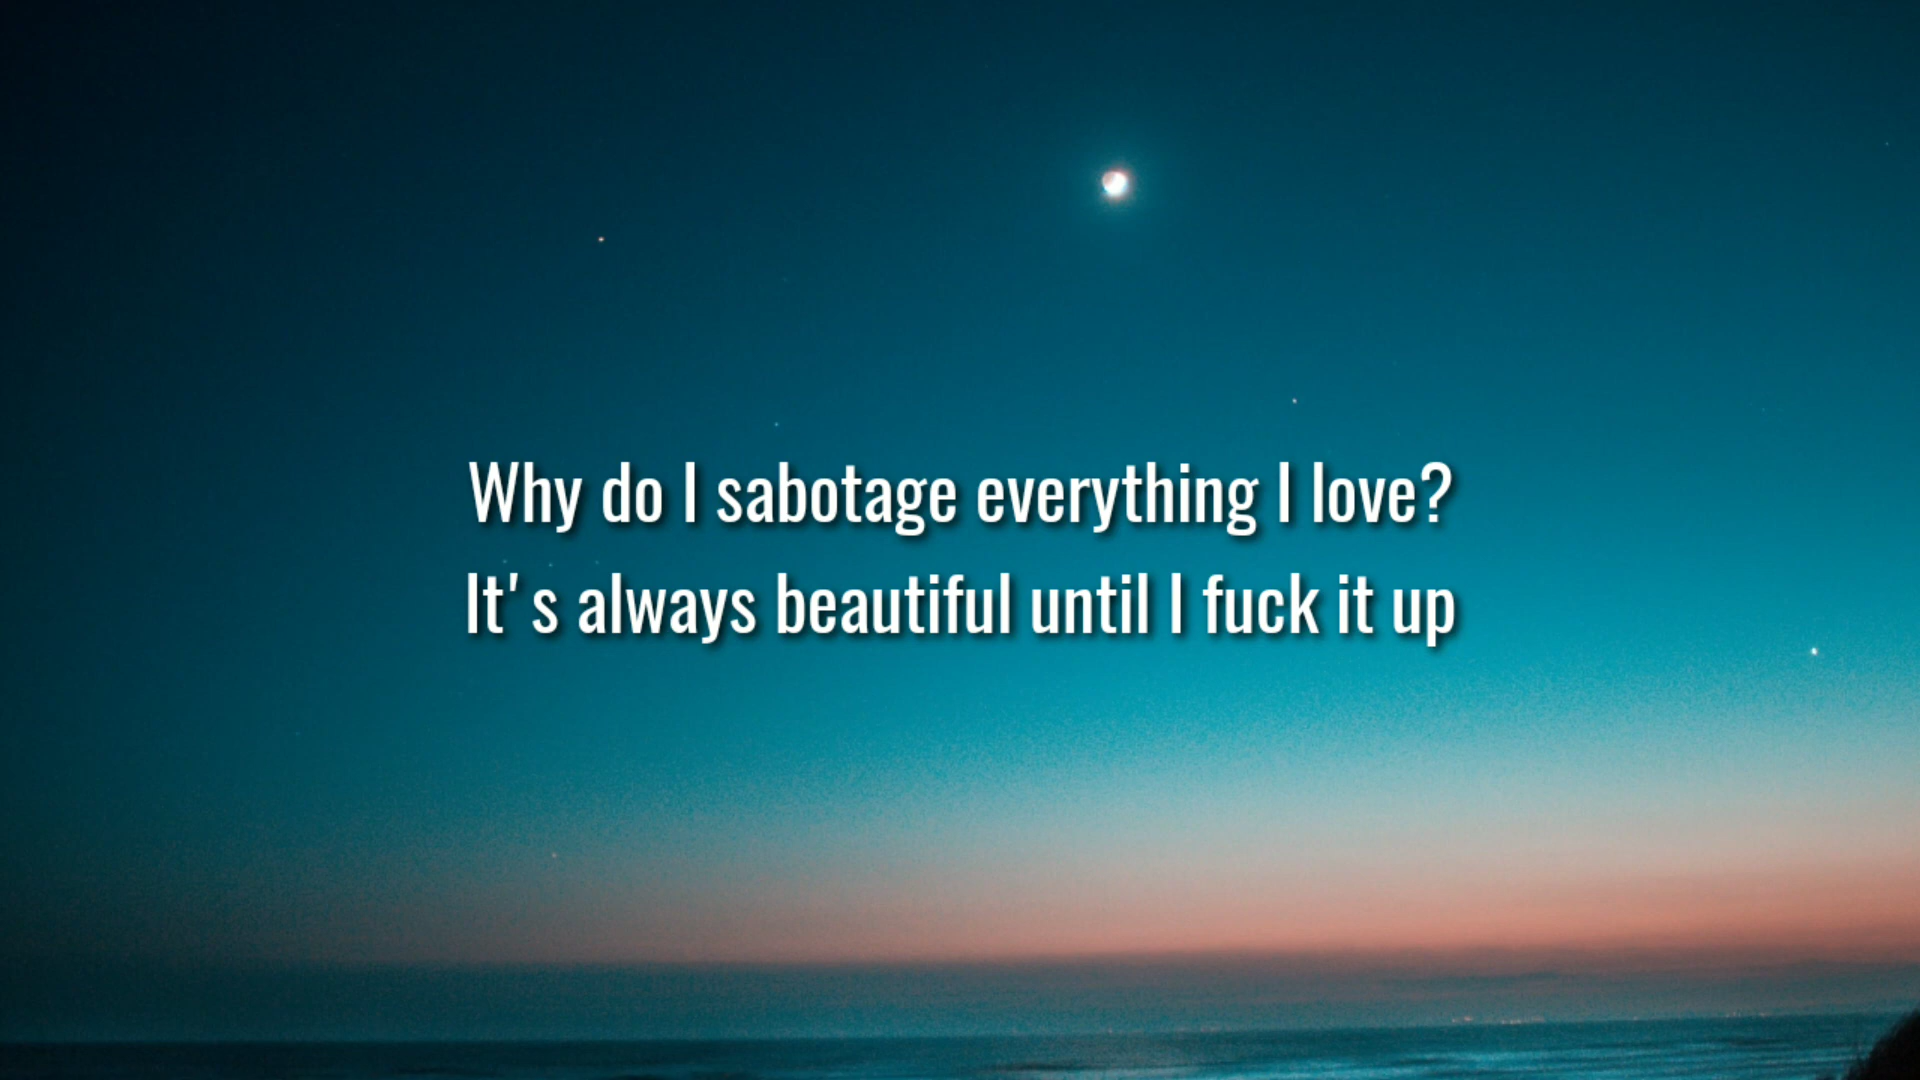 Why do I sabotage everything I love?
It's always beautiful until I fuck it up